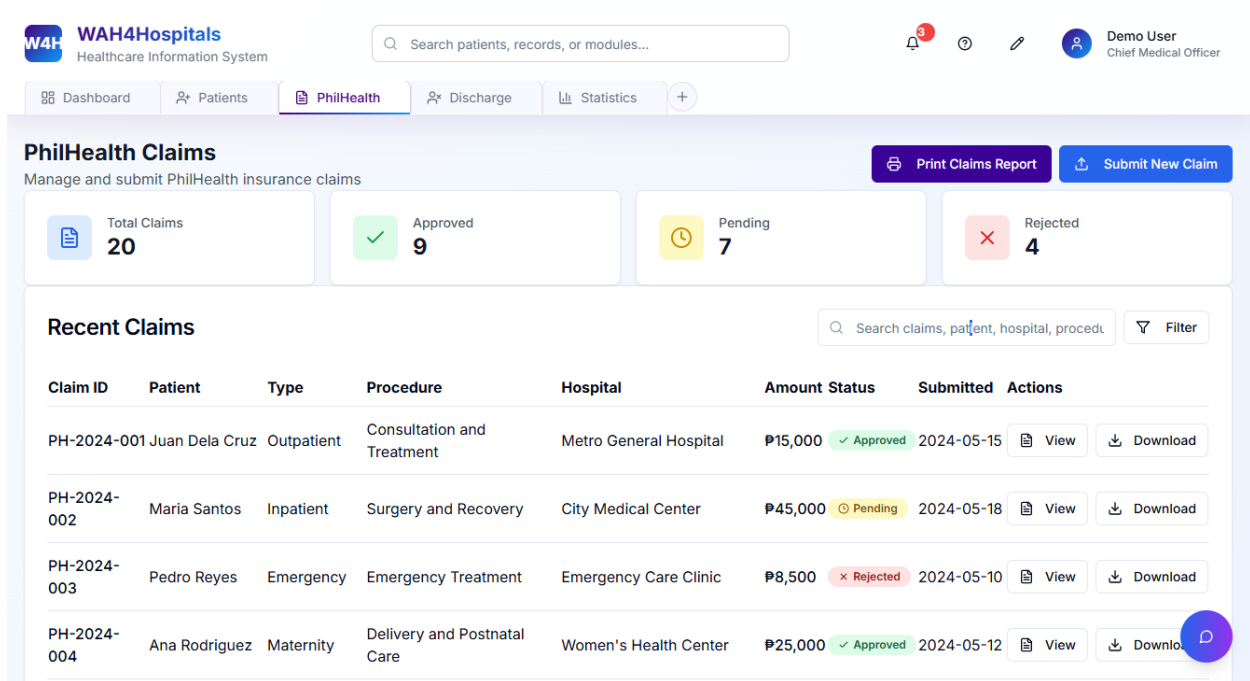 W4H
WAH4Hospitals
Healthcare Information System
Search patients, records, or modules...
3
Demo User
Chief Medical Officer
Dashboard
Patients
PhilHealth
Discharge
Statistics
+
PhilHealth Claims
Manage and submit PhilHealth insurance claims
Print Claims Report
Submit New Claim
Total Claims
20
Approved
9
Pending
7
Rejected
4
Recent Claims
Search claims, patient, hospital, procedu
Filter
Claim ID Patient Type Procedure Hospital Amount Status Submitted Actions
PH-2024-001 Juan Dela Cruz Outpatient Consultation and Treatment Metro General Hospital ₱15,000 Approved 2024-05-15 View Download
PH-2024-002 Maria Santos Inpatient Surgery and Recovery City Medical Center ₱45,000 Pending 2024-05-18 View Download
PH-2024-003 Pedro Reyes Emergency Emergency Treatment Emergency Care Clinic ₱8,500 Rejected 2024-05-10 View Download
PH-2024-004 Ana Rodriguez Maternity Delivery and Postnatal Care Women's Health Center ₱25,000 Approved 2024-05-12 View Downlo